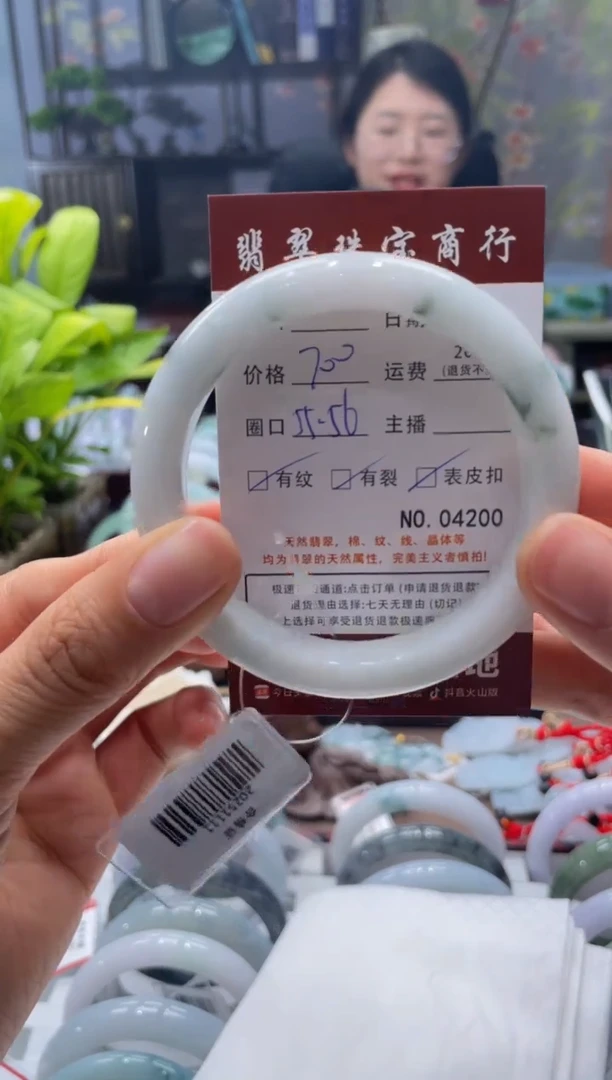 翡翠珠宝商行
日期
价格 700 运费
(退货不
圈口 55-56 主播
有纹 有裂 表皮扣
NO. 04200
天然翡翠，棉、纹、线、晶体等
均为翡翠的天然属性，完美主义者慎拍!
通道:点击订单 (申请退货退款
退货理由选择:七天无理由 (切记)
上选择可享受退货退款极速
抖音火山版